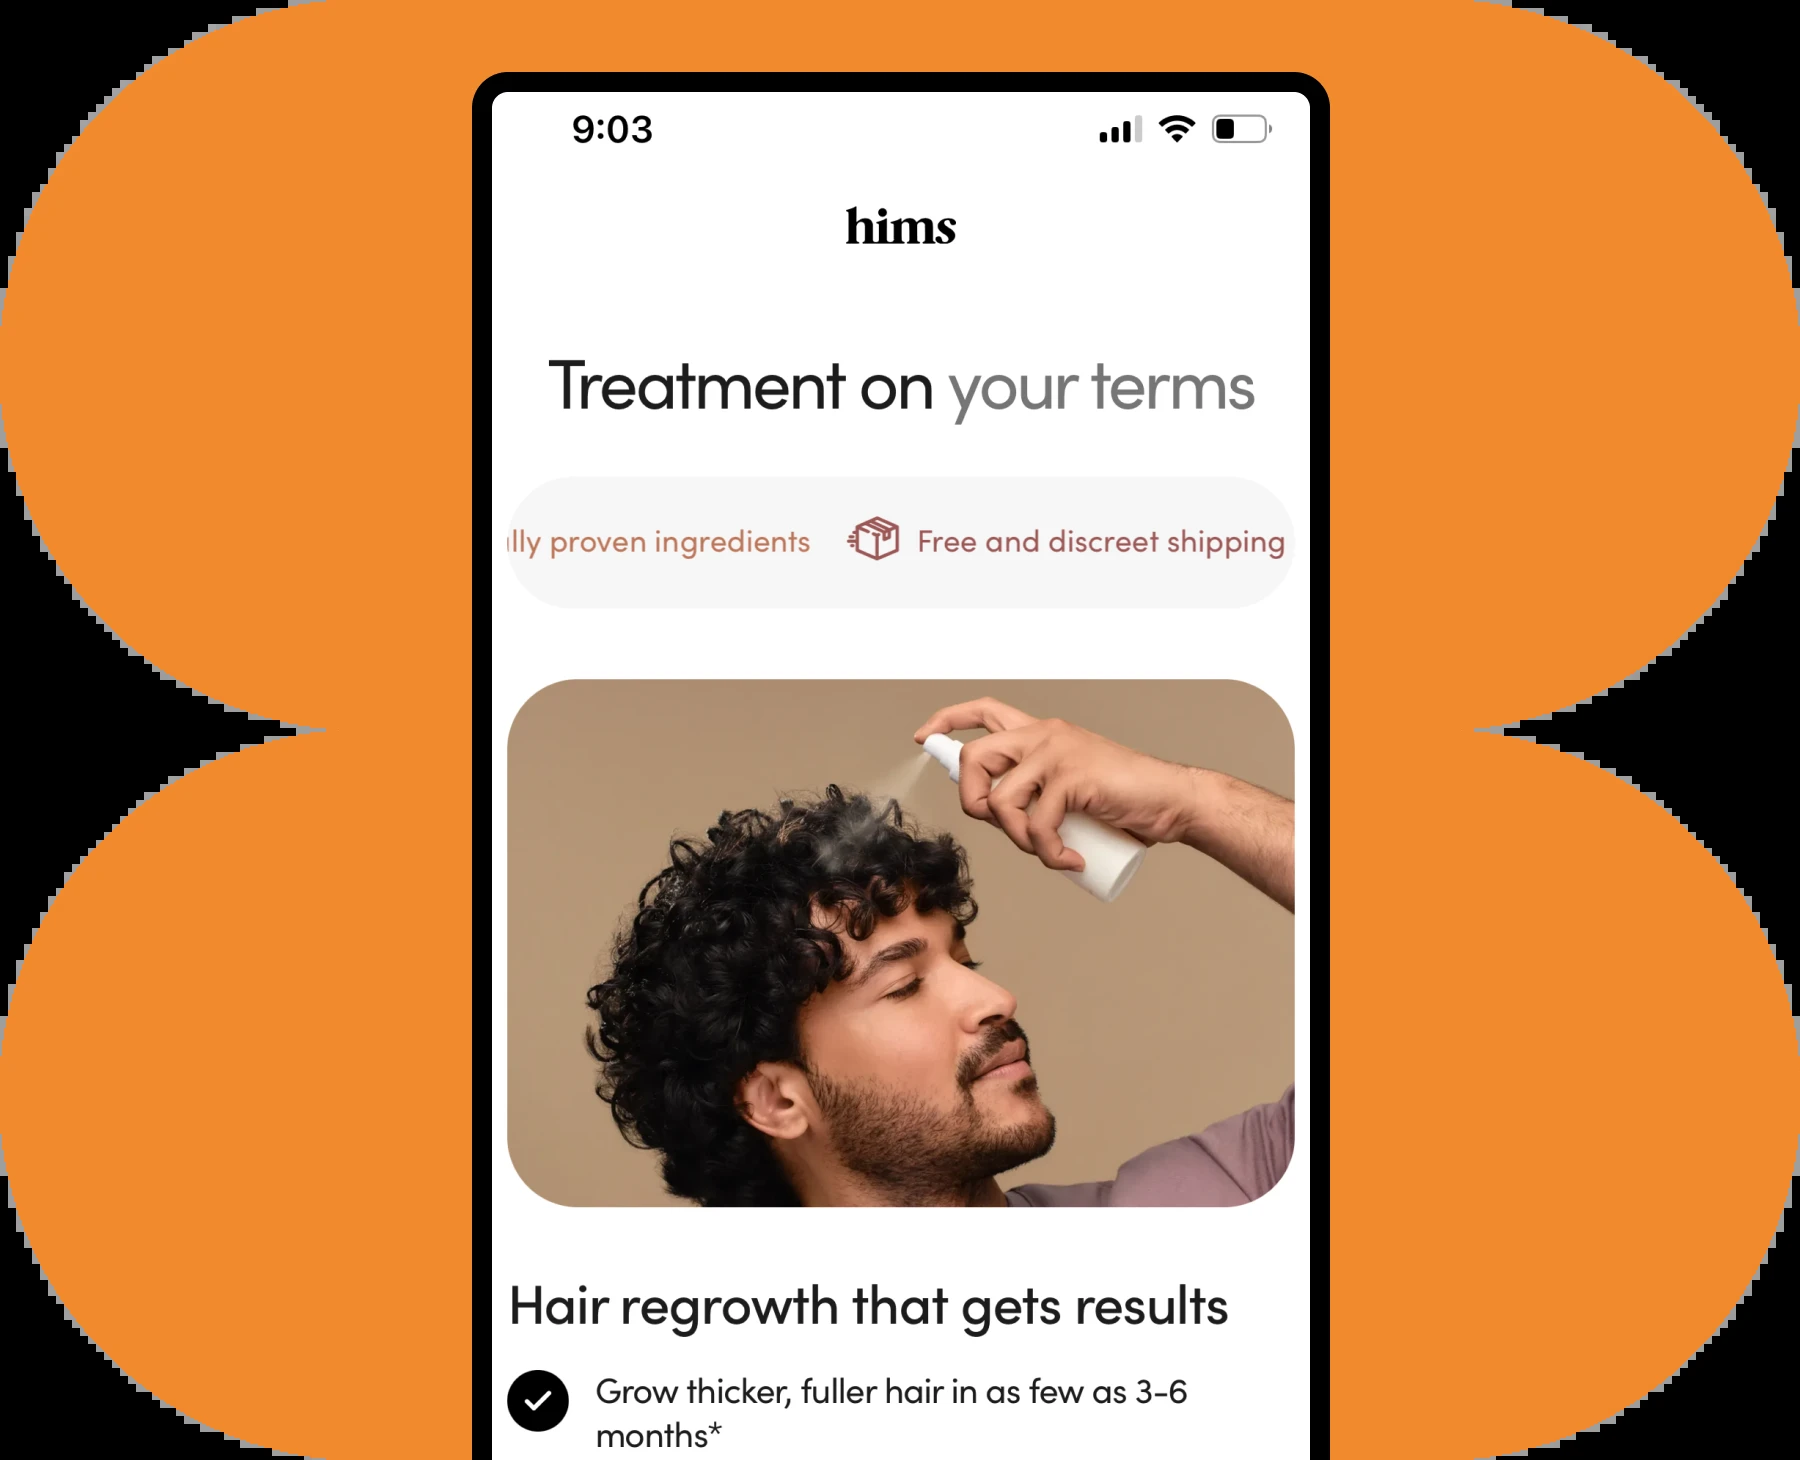 9:03
hims
Treatment on your terms
lly proven ingredients Free and discreet shipping
Hair regrowth that gets results
Grow thicker, fuller hair in as few as 3-6
months*